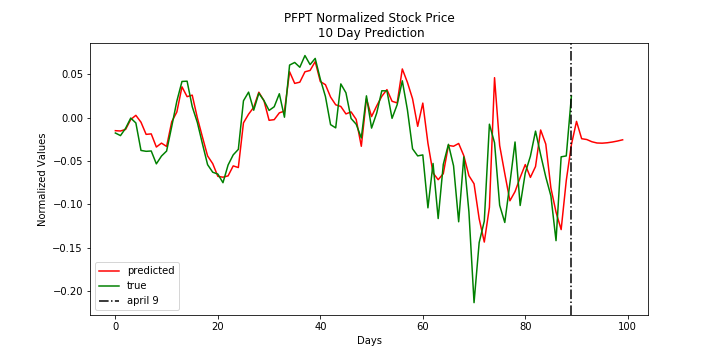 PFPT Normalized Stock Price
10 Day Prediction
Normalized Values
0.05
0.00
−0.05
−0.10
−0.15
−0.20
predicted
true
april 9
0 20 40 60 80 100
Days